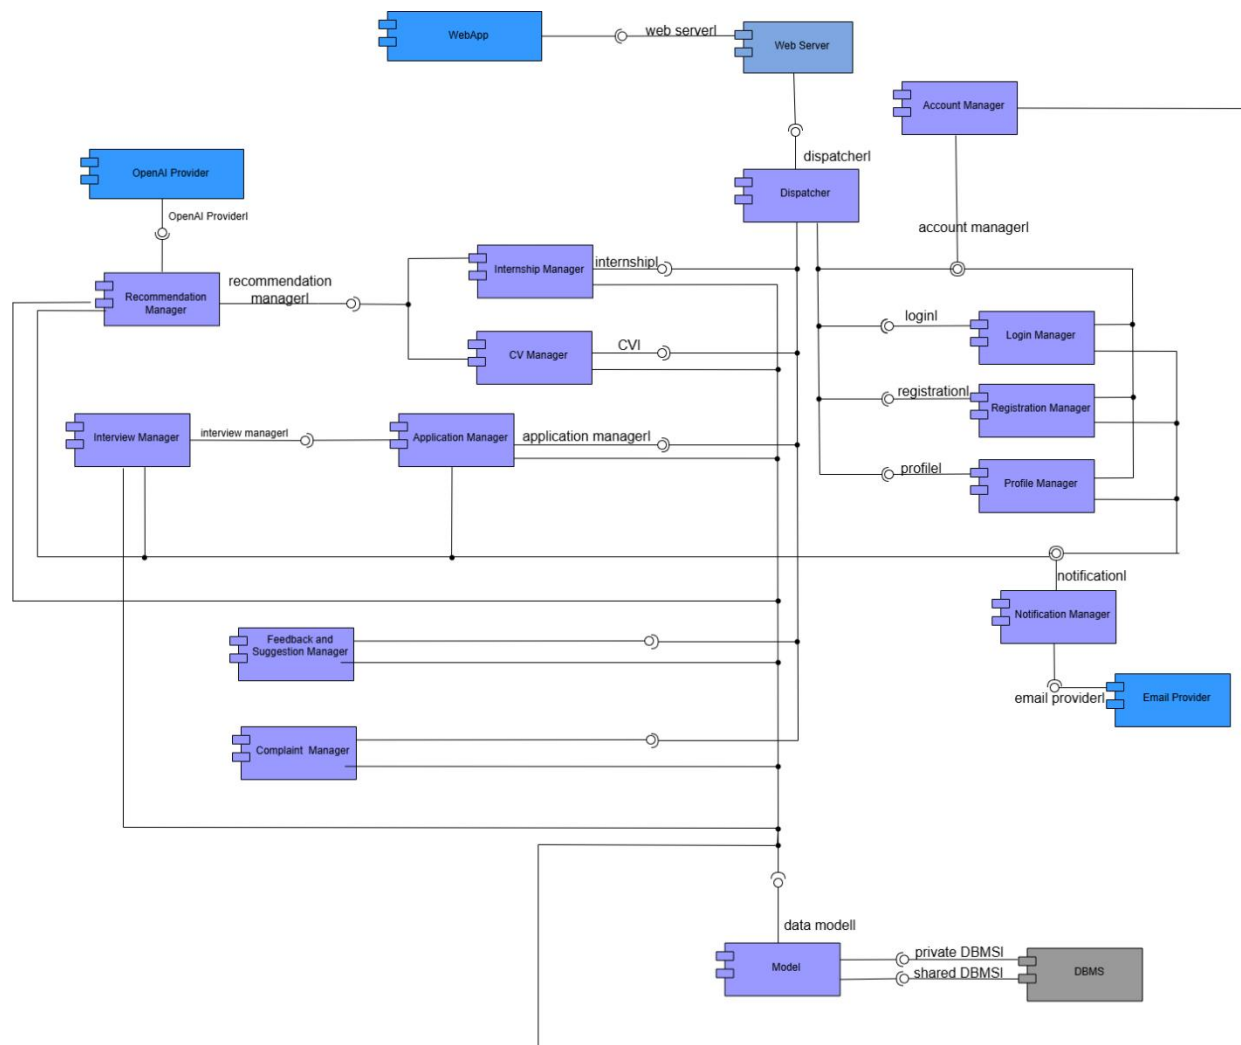 WebApp
web serverI
Web Server
Account Manager
OpenAI Provider
dispatcherI
Dispatcher
OpenAI ProviderI
account managerI
Internship Manager
internshipI
recommendation
managerI
Recommendation
Manager
loginI
Login Manager
CV Manager
CVI
registrationI
Registration Manager
Interview Manager
interview managerI
Application Manager
application managerI
profileI
Profile Manager
notificationI
Notification Manager
Feedback and
Suggestion Manager
email providerI
Email Provider
Complaint Manager
data modelI
Model
private DBMSI
shared DBMSI
DBMS